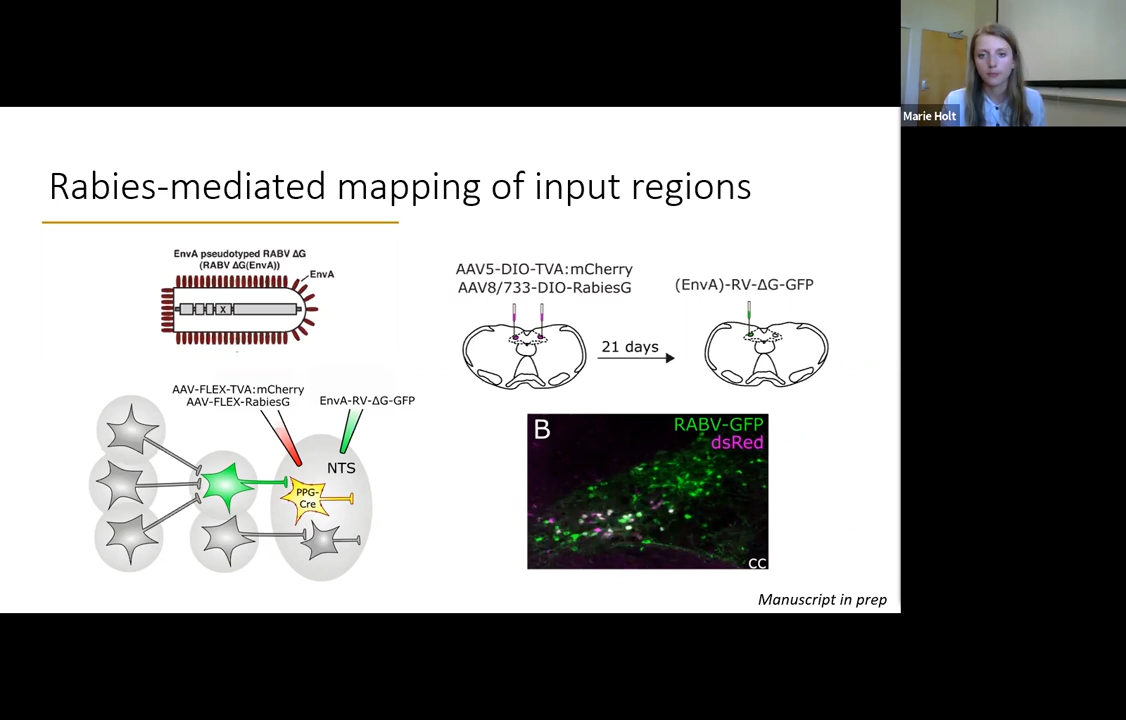 Marie Holt
Rabies-mediated mapping of input regions
EnvA pseudotyped RABV ΔG
(RABV ΔG(EnvA))
EnvA
X
AAV-FLEX-TVA:mCherry
AAV-FLEX-RabiesG
EnvA-RV-ΔG-GFP
NTS
PPG-
Cre
AAV5-DIO-TVA:mCherry
AAV8/733-DIO-RabiesG
(EnvA)-RV-ΔG-GFP
21 days
B
RABV-GFP
dsRed
CC
Manuscript in prep